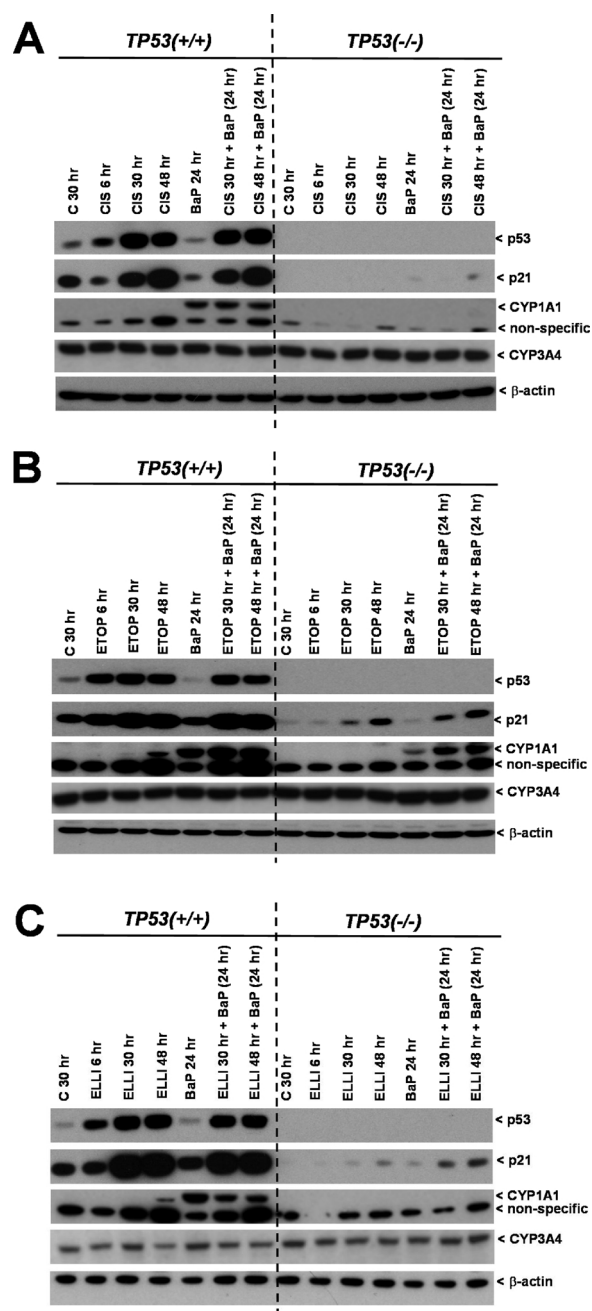 A
TP53(+/+) TP53(-/-)
C 30 hr
CIS 6 hr
CIS 30 hr
CIS 48 hr
BaP 24 hr
CIS 30 hr + BaP (24 hr)
CIS 48 hr + BaP (24 hr)
C 30 hr
CIS 6 hr
CIS 30 hr
CIS 48 hr
BaP 24 hr
CIS 30 hr + BaP (24 hr)
CIS 48 hr + BaP (24 hr)
< p53
< p21
< CYP1A1
< non-specific
< CYP3A4
< β-actin
B
TP53(+/+) TP53(-/-)
C 30 hr
ETOP 6 hr
ETOP 30 hr
ETOP 48 hr
BaP 24 hr
ETOP 30 hr + BaP (24 hr)
ETOP 48 hr + BaP (24 hr)
C 30 hr
ETOP 6 hr
ETOP 30 hr
ETOP 48 hr
BaP 24 hr
ETOP 30 hr + BaP (24 hr)
ETOP 48 hr + BaP (24 hr)
< p53
< p21
< CYP1A1
< non-specific
< CYP3A4
< β-actin
C
TP53(+/+) TP53(-/-)
C 30 hr
ELLI 6 hr
ELLI 30 hr
ELLI 48 hr
BaP 24 hr
ELLI 30 hr + BaP (24 hr)
ELLI 48 hr + BaP (24 hr)
C 30 hr
ELLI 6 hr
ELLI 30 hr
ELLI 48 hr
BaP 24 hr
ELLI 30 hr + BaP (24 hr)
ELLI 48 hr + BaP (24 hr)
< p53
< p21
< CYP1A1
< non-specific
< CYP3A4
< β-actin